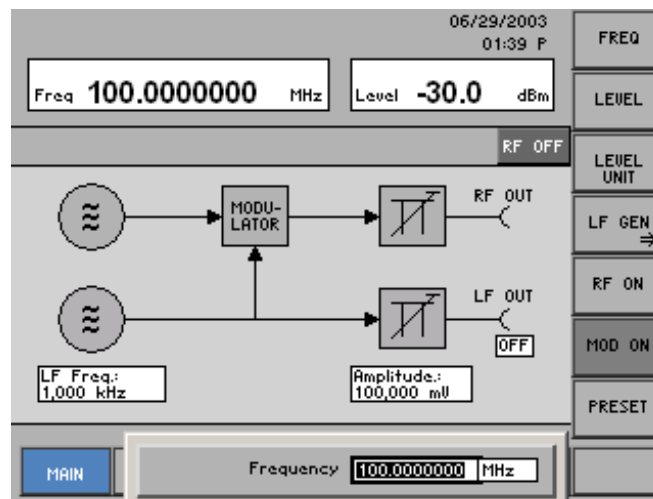 06/29/2003
01:39 P
Freq 100.0000000 MHz
Level -30.0 dBm
RF OFF
MODU-
LATOR
RF OUT
LF OUT
OFF
LF Freq.:
1,000 kHz
Amplitude.:
100,000 mV
MAIN
Frequency 100.0000000 MHz
FREQ
LEVEL
LEVEL
UNIT
LF GEN
RF ON
MOD ON
PRESET